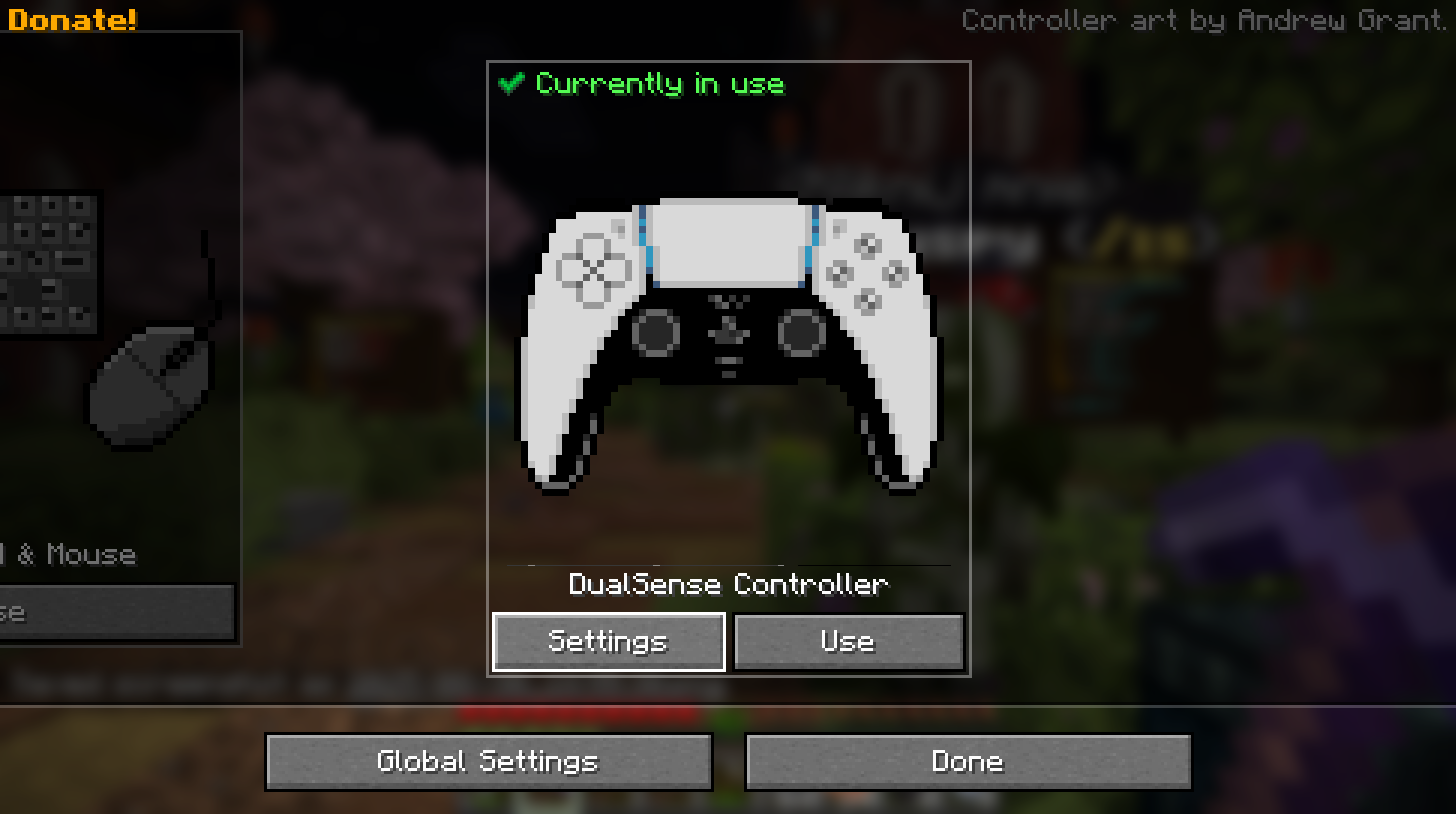 Donate!
Controller art by Andrew Grant.
Currently in use
& Mouse
DualSense Controller
Settings
Use
Global Settings
Done